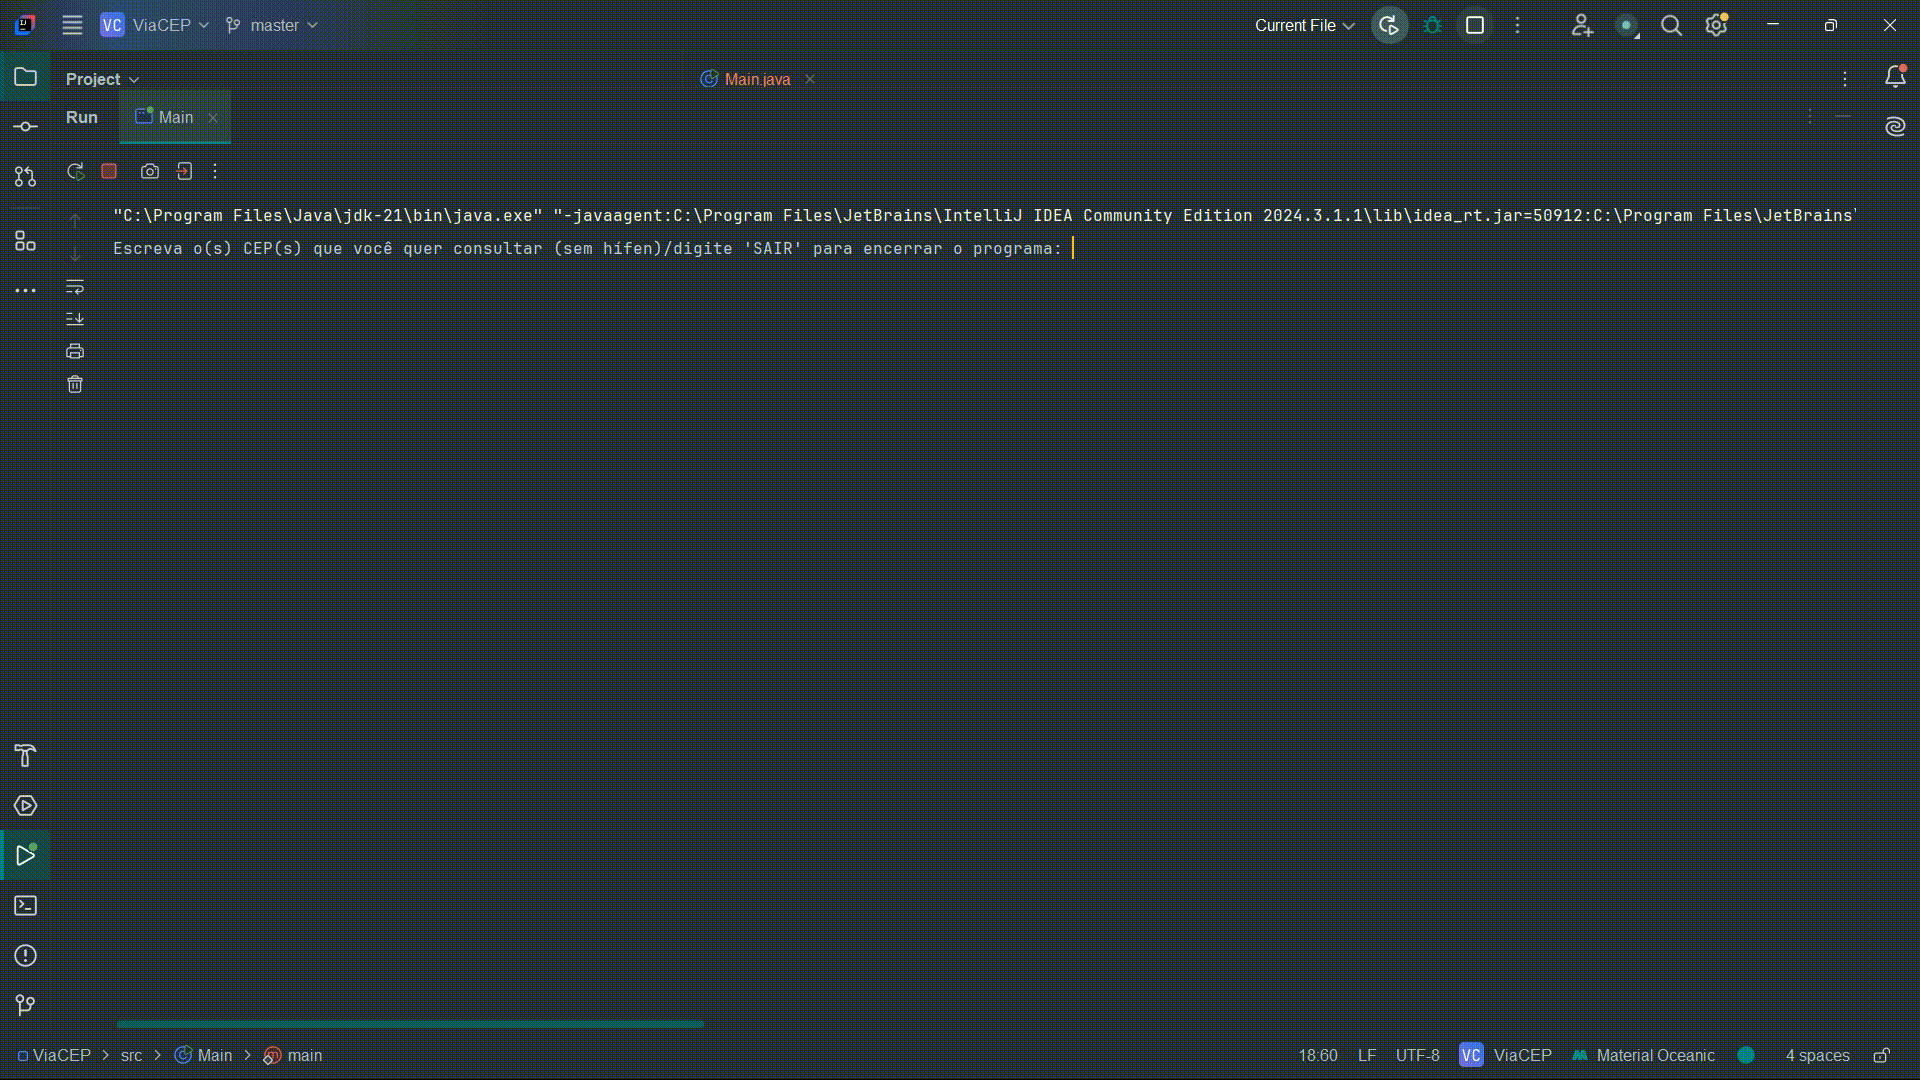 VC ViaCEP master Current File
Project Main.java
Run Main
"C:\Program Files\Java\jdk-21\bin\java.exe" "-javaagent:C:\Program Files\JetBrains\IntelliJ IDEA Community Edition 2024.3.1.1\lib\idea_rt.jar=50912:C:\Program Files\JetBrains
Escreva o(s) CEP(s) que você quer consultar (sem hífen)/digite 'SAIR' para encerrar o programa:
ViaCEP > src > Main > main 18:60 LF UTF-8 VC ViaCEP Material Oceanic 4 spaces